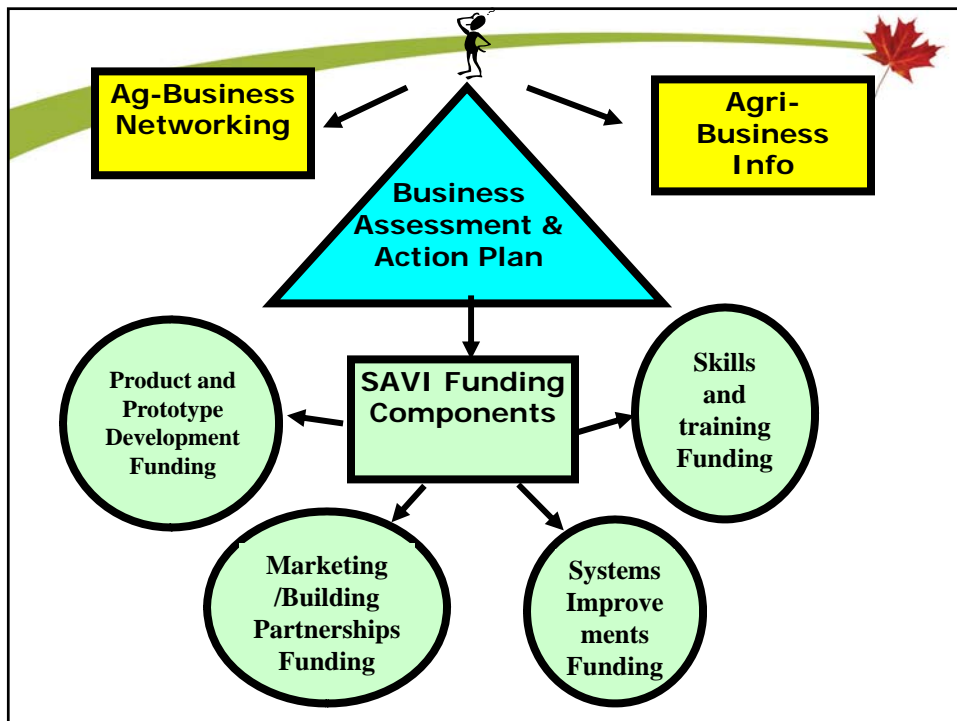 Ag-Business
Networking
Agri-
Business
Info
Business
Assessment &
Action Plan
SAVI Funding
Components
Product and
Prototype
Development
Funding
Skills
and
training
Funding
Marketing
/Building
Partnerships
Funding
Systems
Improve
ments
Funding